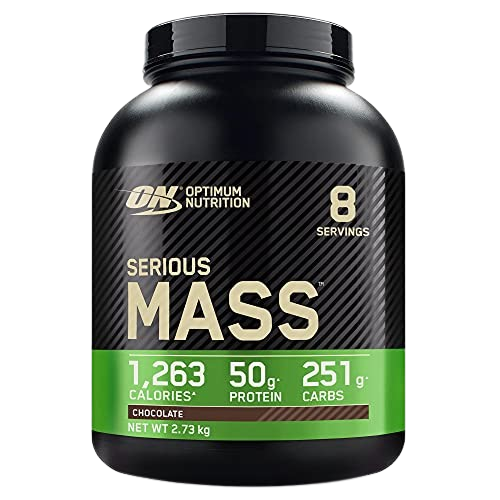 ON OPTIMUM
NUTRITION
8
SERVINGS
SERIOUS
MASS™
1,263 50g* 251g*
CALORIES^ PROTEIN CARBS
CHOCOLATE
NET WT 2.73 kg